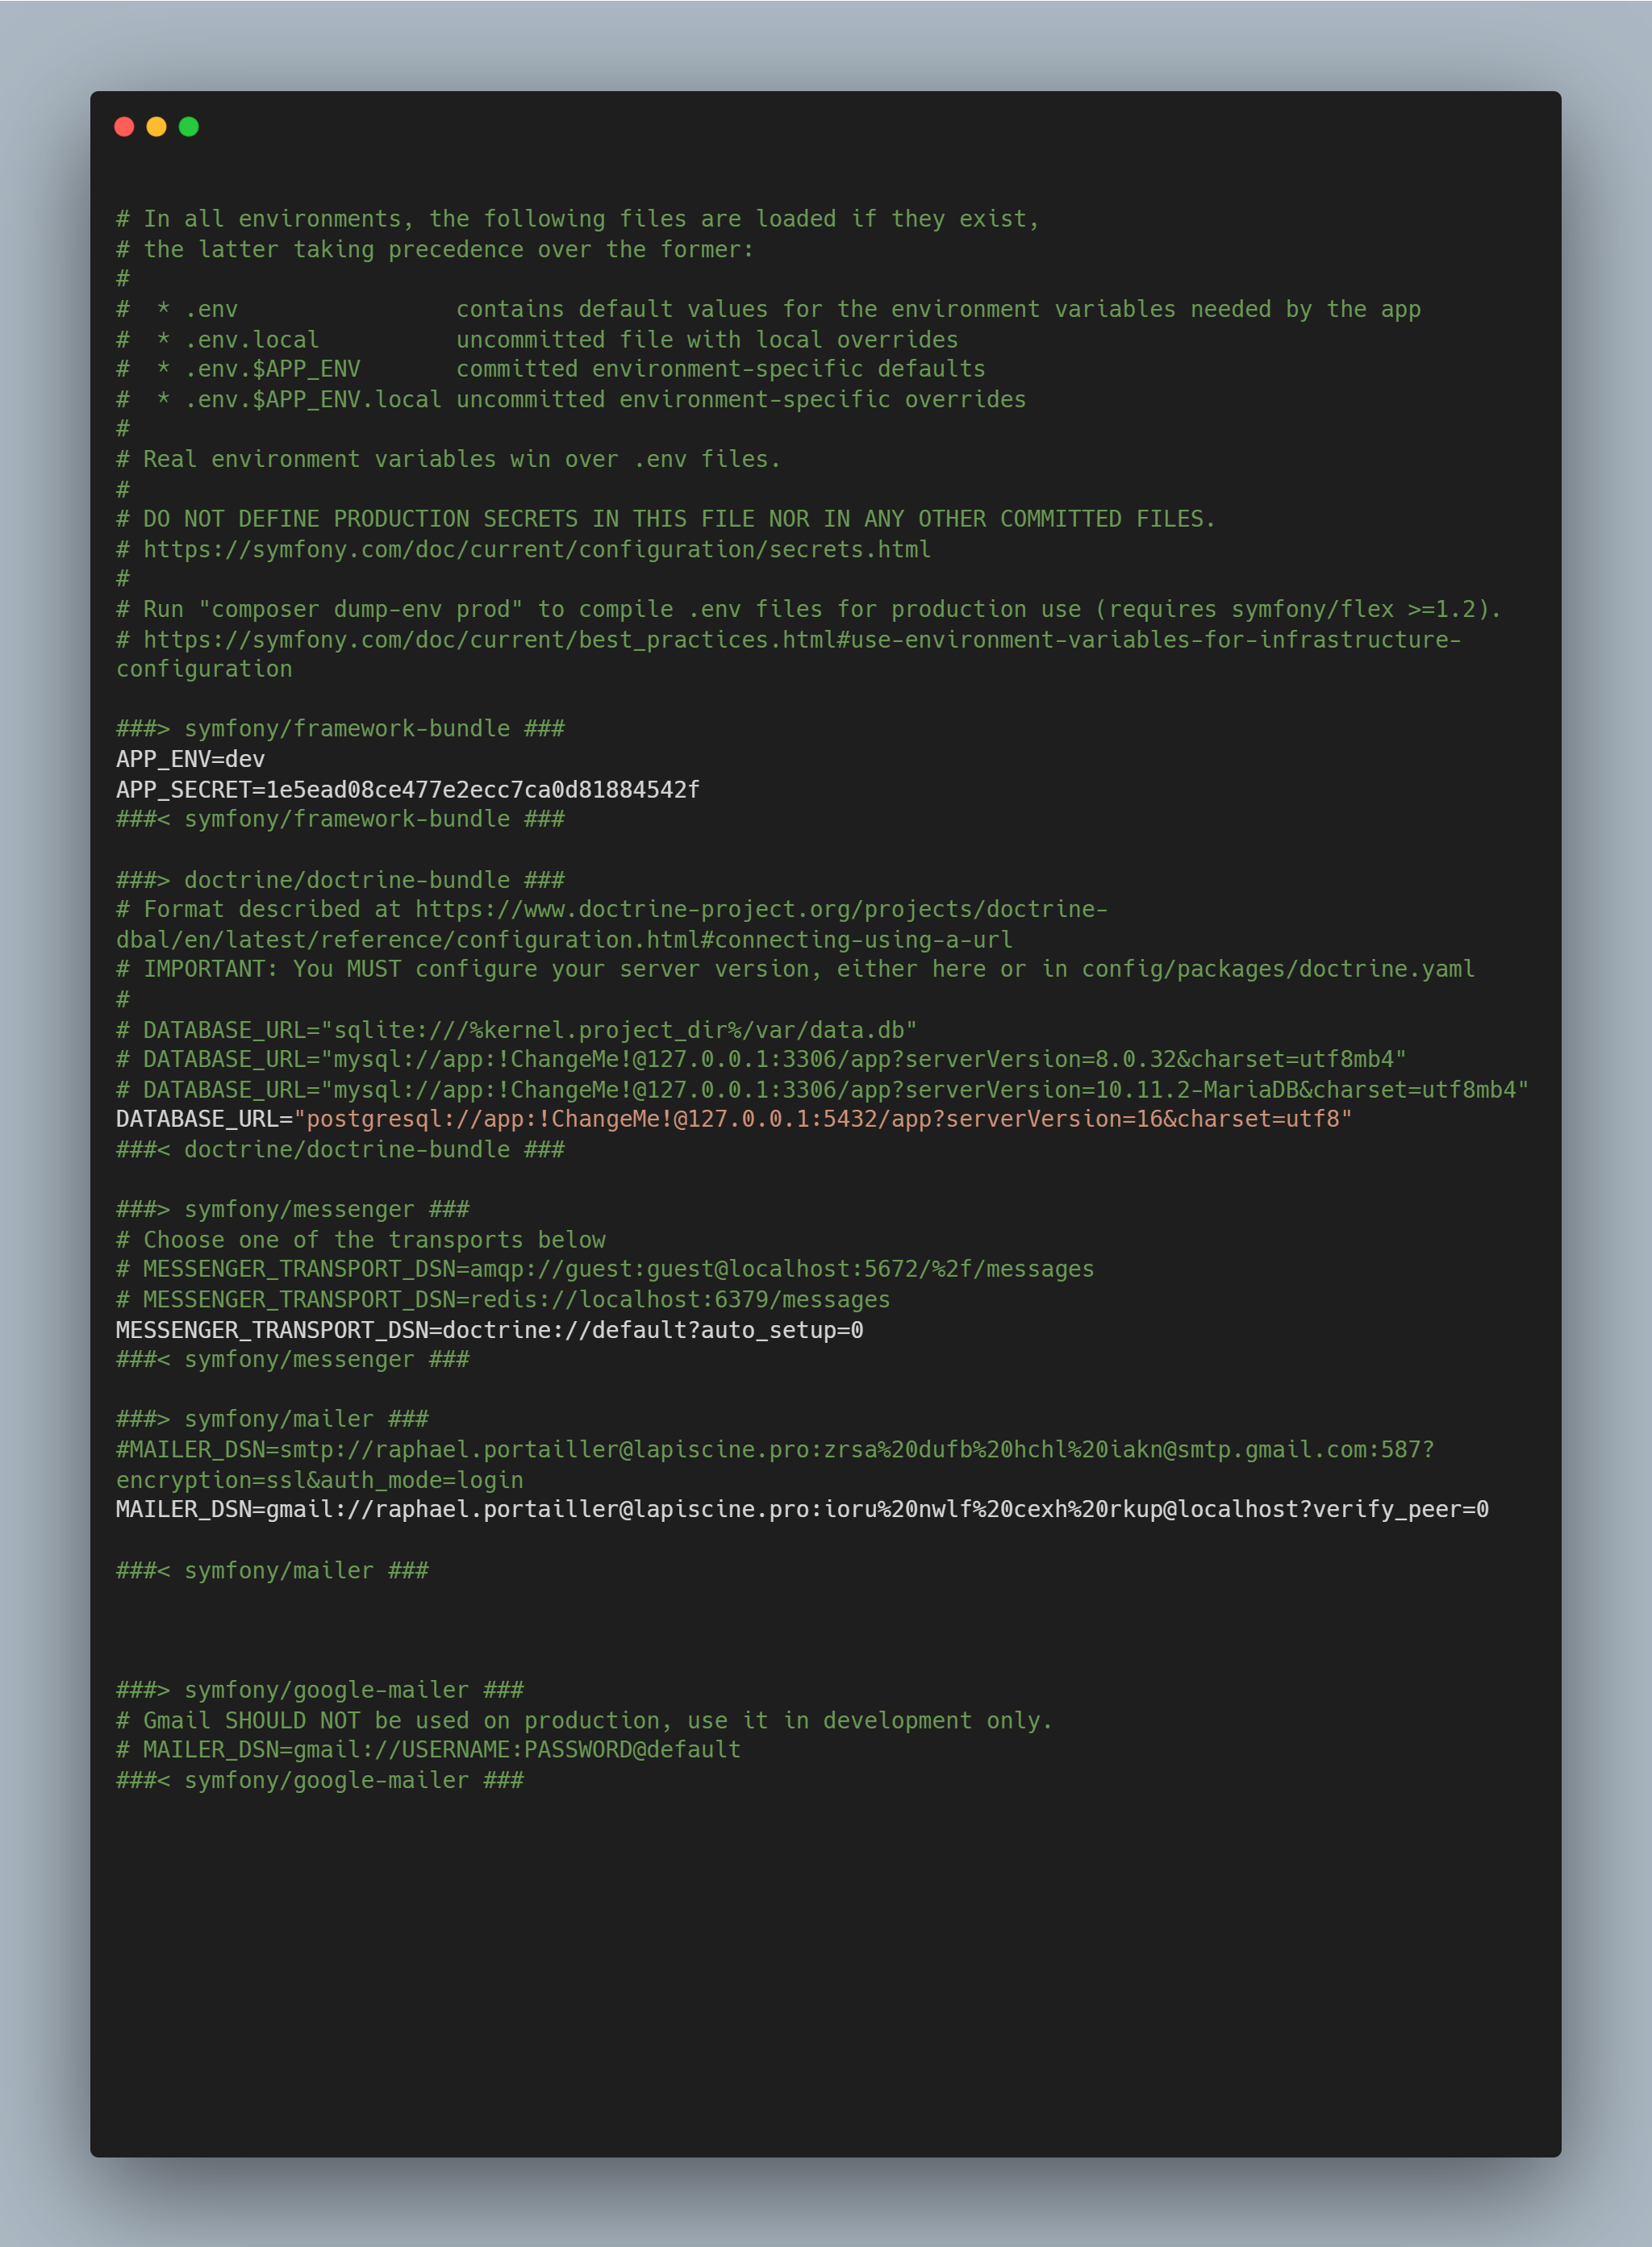 # In all environments, the following files are loaded if they exist,
# the latter taking precedence over the former:
#
#  * .env                contains default values for the environment variables needed by the app
#  * .env.local          uncommitted file with local overrides
#  * .env.$APP_ENV       committed environment-specific defaults
#  * .env.$APP_ENV.local uncommitted environment-specific overrides
#
# Real environment variables win over .env files.
#
# DO NOT DEFINE PRODUCTION SECRETS IN THIS FILE NOR IN ANY OTHER COMMITTED FILES.
# https://symfony.com/doc/current/configuration/secrets.html
#
# Run "composer dump-env prod" to compile .env files for production use (requires symfony/flex >=1.2).
# https://symfony.com/doc/current/best_practices.html#use-environment-variables-for-infrastructure-
configuration
###> symfony/framework-bundle ###
APP_ENV=dev
APP_SECRET=1e5ead08ce477e2ecc7ca0d81884542f
###< symfony/framework-bundle ###
###> doctrine/doctrine-bundle ###
# Format described at https://www.doctrine-project.org/projects/doctrine-
dbal/en/latest/reference/configuration.html#connecting-using-a-url
# IMPORTANT: You MUST configure your server version, either here or in config/packages/doctrine.yaml
#
# DATABASE_URL="sqlite:///%kernel.project_dir%/var/data.db"
# DATABASE_URL="mysql://app:!ChangeMe!@127.0.0.1:3306/app?serverVersion=8.0.32&charset=utf8mb4"
# DATABASE_URL="mysql://app:!ChangeMe!@127.0.0.1:3306/app?serverVersion=10.11.2-MariaDB&charset=utf8mb4"
DATABASE_URL="postgresql://app:!ChangeMe!@127.0.0.1:5432/app?serverVersion=16&charset=utf8"
###< doctrine/doctrine-bundle ###
###> symfony/messenger ###
# Choose one of the transports below
# MESSENGER_TRANSPORT_DSN=amqp://guest:guest@localhost:5672/%2f/messages
# MESSENGER_TRANSPORT_DSN=redis://localhost:6379/messages
MESSENGER_TRANSPORT_DSN=doctrine://default?auto_setup=0
###< symfony/messenger ###
###> symfony/mailer ###
#MAILER_DSN=smtp://raphael.portailler@lapiscine.pro:zrsa%20dufb%20hchl%20iakn@smtp.gmail.com:587?
encryption=ssl&auth_mode=login
MAILER_DSN=gmail://raphael.portailler@lapiscine.pro:ioru%20nwlf%20cexh%20rkup@localhost?verify_peer=0
###< symfony/mailer ###
###> symfony/google-mailer ###
# Gmail SHOULD NOT be used on production, use it in development only.
# MAILER_DSN=gmail://USERNAME:PASSWORD@default
###< symfony/google-mailer ###